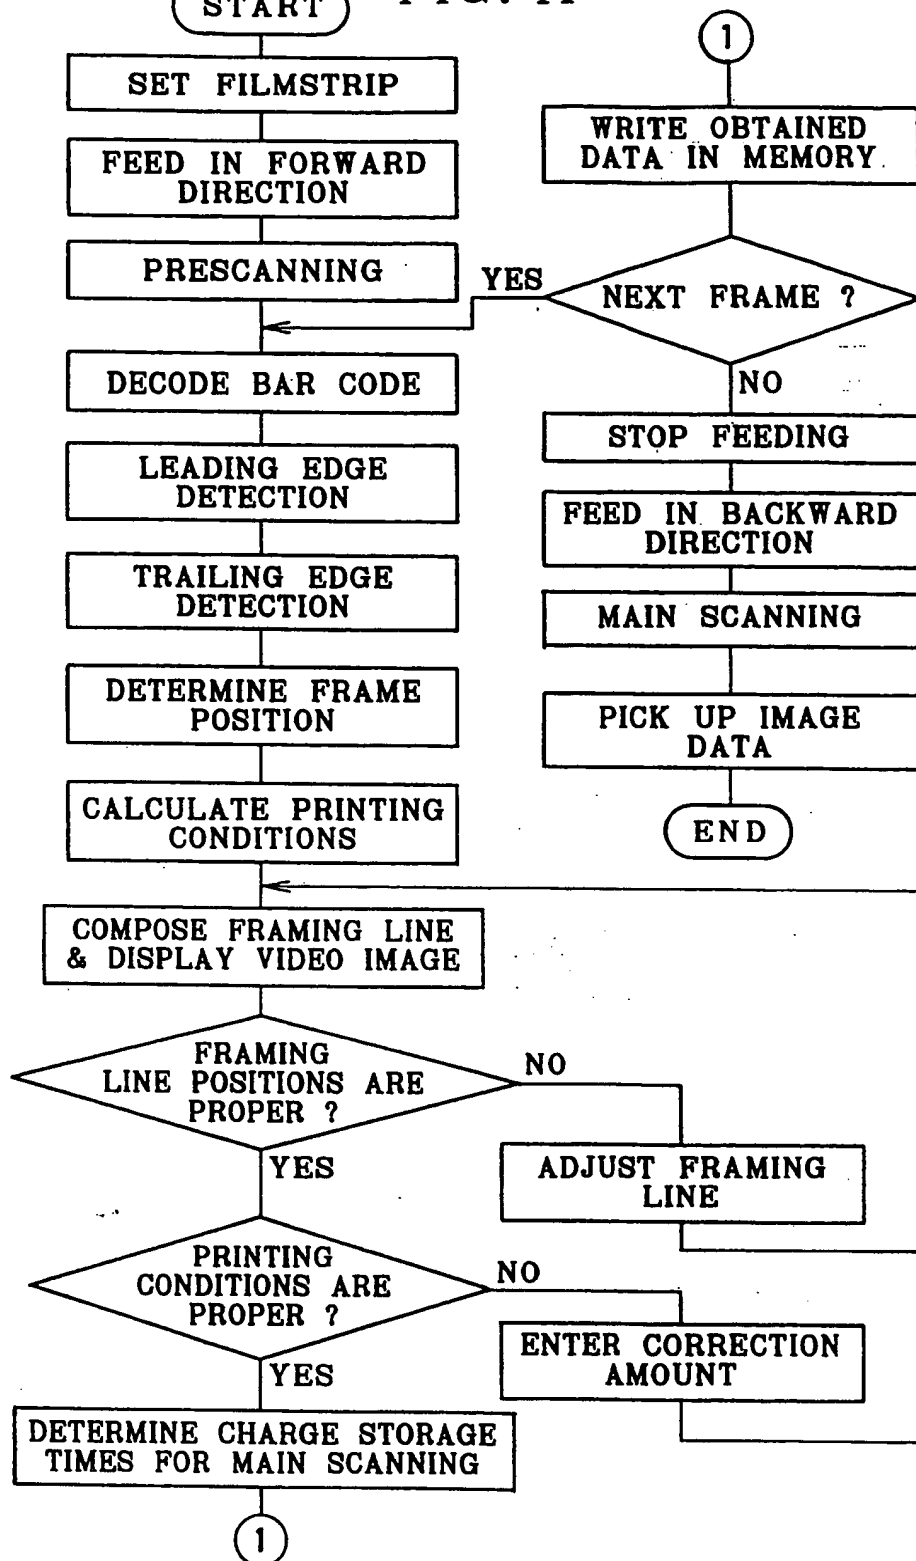 START
SET FILMSTRIP
FEED IN FORWARD
DIRECTION
PRESCANNING
DECODE BAR CODE
LEADING EDGE
DETECTION
TRAILING EDGE
DETECTION
DETERMINE FRAME
POSITION
CALCULATE PRINTING
CONDITIONS
COMPOSE FRAMING LINE
& DISPLAY VIDEO IMAGE
FRAMING
LINE POSITIONS ARE
PROPER ?
NO
YES
ADJUST FRAMING
LINE
PRINTING
CONDITIONS ARE
PROPER ?
NO
YES
ENTER CORRECTION
AMOUNT
DETERMINE CHARGE STORAGE
TIMES FOR MAIN SCANNING
1
1
WRITE OBTAINED
DATA IN MEMORY
NEXT FRAME ?
YES
NO
STOP FEEDING
FEED IN BACKWARD
DIRECTION
MAIN SCANNING
PICK UP IMAGE
DATA
END